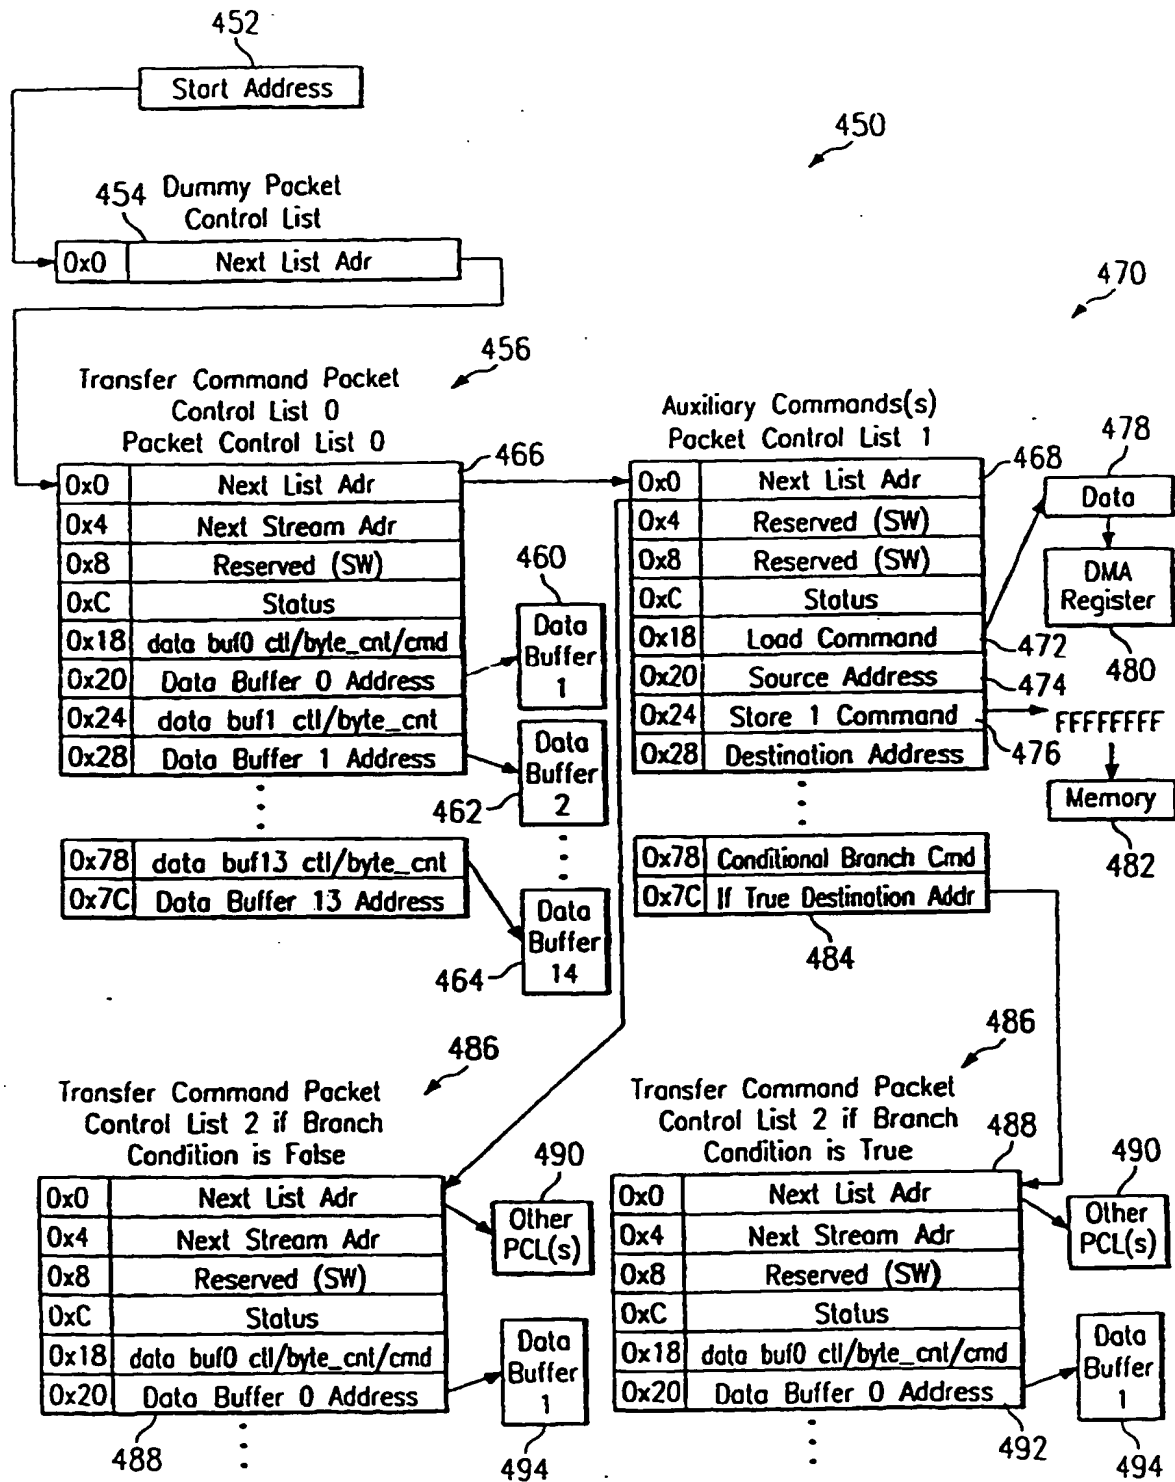 452
Start Address
450
454
Dummy Packet
Control List
0x0 Next List Adr
470
456
Transfer Command Packet
Control List 0
Packet Control List 0
466
0x0 Next List Adr
0x4 Next Stream Adr
0x8 Reserved (SW)
0xC Status
0x18 data buf0 ctl/byte_cnt/cmd
0x20 Data Buffer 0 Address
0x24 data buf1 ctl/byte_cnt
0x28 Data Buffer 1 Address
0x78 data buf13 ctl/byte_cnt
0x7C Data Buffer 13 Address
460
Data
Buffer
1
Data
Buffer
2
462
Data
Buffer
14
464
Auxiliary Commands(s)
Packet Control List 1
468
0x0 Next List Adr
0x4 Reserved (SW)
0x8 Reserved (SW)
0xC Status
0x18 Load Command
472
0x20 Source Address
474
0x24 Store 1 Command
476
0x28 Destination Address
0x78 Conditional Branch Cmd
0x7C If True Destination Addr
484
478
Data
DMA
Register
480
FFFFFFFF
Memory
482
486
Transfer Command Packet
Control List 2 if Branch
Condition is False
0x0 Next List Adr
0x4 Next Stream Adr
0x8 Reserved (SW)
0xC Status
0x18 data buf0 ctl/byte_cnt/cmd
0x20 Data Buffer 0 Address
488
490
Other
PCL(s)
Data
Buffer
1
494
486
Transfer Command Packet
Control List 2 if Branch
Condition is True
488
0x0 Next List Adr
0x4 Next Stream Adr
0x8 Reserved (SW)
0xC Status
0x18 data buf0 ctl/byte_cnt/cmd
0x20 Data Buffer 0 Address
492
490
Other
PCL(s)
Data
Buffer
1
494